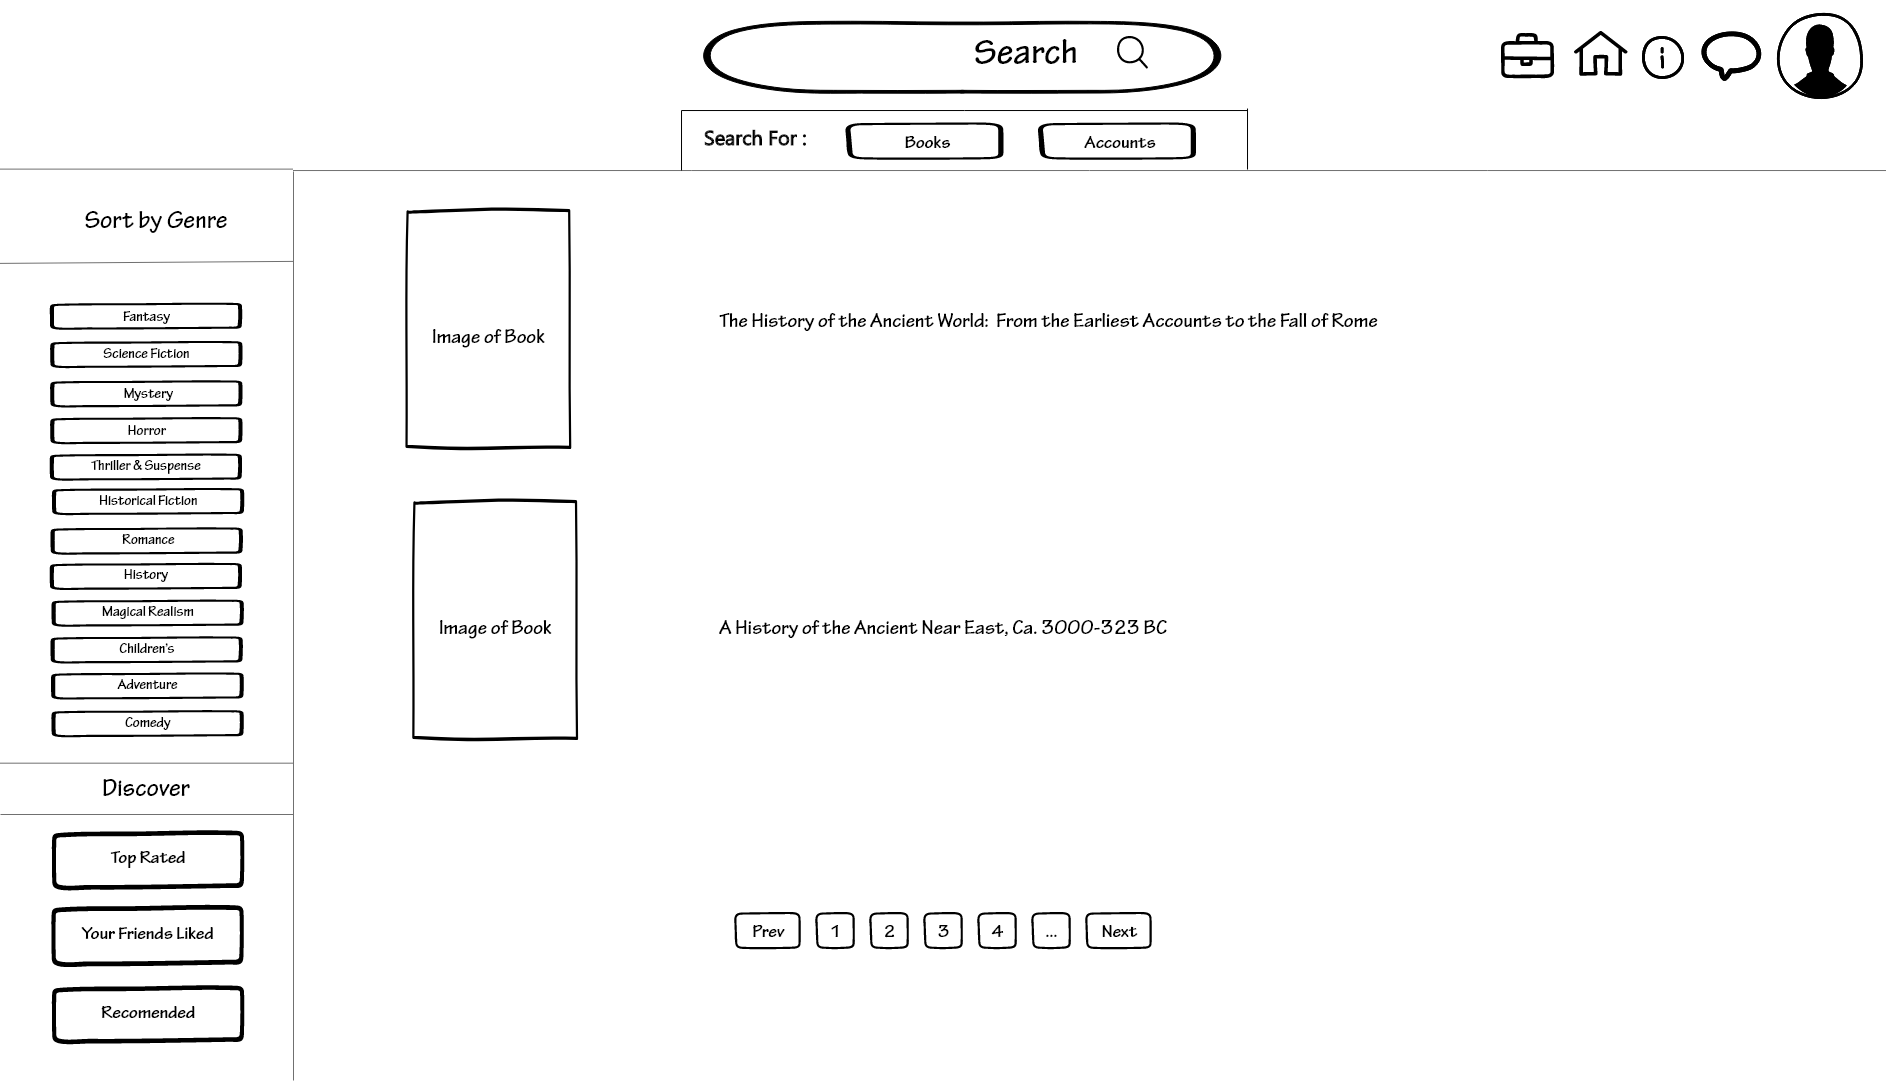 Search
Search For :
Books
Accounts
Sort by Genre
Fantasy
Science Fiction
Mystery
Horror
Thriller & Suspense
Historical Fiction
Romance
History
Magical Realism
Children's
Adventure
Comedy
Discover
Top Rated
Your Friends Liked
Recomended
Image of Book
The History of the Ancient World: From the Earliest Accounts to the Fall of Rome
Image of Book
A History of the Ancient Near East, Ca. 3000-323 BC
Prev 1 2 3 4 ... Next